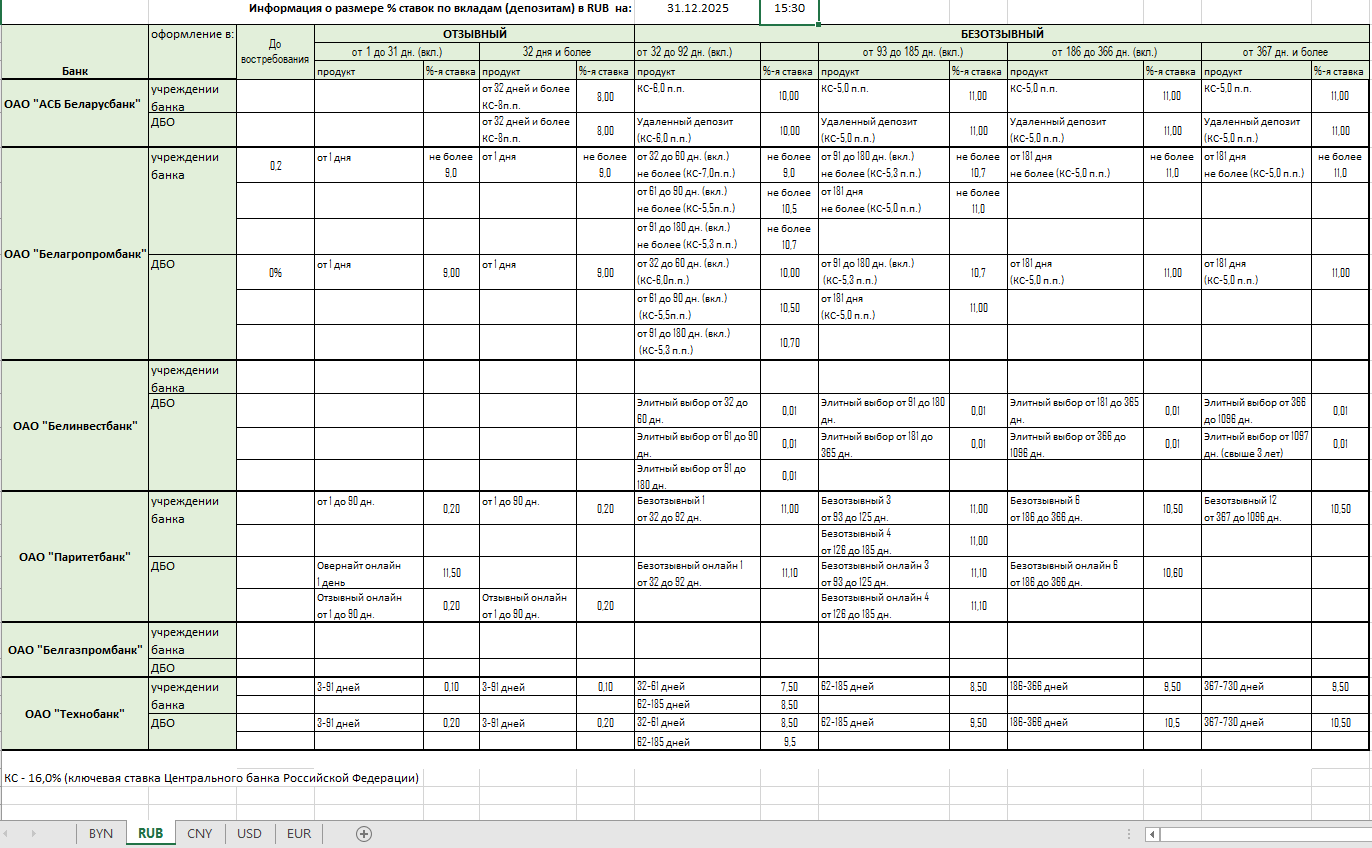 Информация о размере % ставок по вкладам (депозитам) в RUB на: 31.12.2025 15:30
Банк оформление в: До востребования ОТЗЫВНЫЙ БЕЗОТЗЫВНЫЙ
от 1 до 31 дн. (вкл.) 32 дня и более от 32 до 92 дн. (вкл.) от 93 до 185 дн. (вкл.) от 186 до 366 дн. (вкл.) от 367 дн. и более
продукт %-я ставка продукт %-я ставка продукт %-я ставка продукт %-я ставка продукт %-я ставка продукт %-я ставка
ОАО "АСБ Беларусбанк"
учреждении банка от 32 дней и более КС-8п.п. 8,00 КС-6,0 п.п. 10,00 КС-5,0 п.п. 11,00 КС-5,0 п.п. 11,00 КС-5,0 п.п. 11,00
ДБО от 32 дней и более КС-8п.п. 8,00 Удаленный депозит (КС-6,0 п.п.) 10,00 Удаленный депозит (КС-5,0 п.п.) 11,00 Удаленный депозит (КС-5,0 п.п.) 11,00 Удаленный депозит (КС-5,0 п.п.) 11,00
ОАО "Белагропромбанк"
учреждении банка 0,2 от 1 дня не более 9,0 от 1 дня не более 9,0 от 32 до 60 дн. (вкл.) не более (КС-7,0п.п.) не более 9,0 от 91 до 180 дн. (вкл.) не более (КС-5,3 п.п.) не более 10,7 от 181 дня не более (КС-5,0 п.п.) не более 11,0 от 181 дня не более (КС-5,0 п.п.) не более 11,0
от 61 до 90 дн. (вкл.) не более (КС-5,5п.п.) не более 10,5 от 181 дня не более (КС-5,0 п.п.) не более 11,0
от 91 до 180 дн. (вкл.) не более (КС-5,3 п.п.) не более 10,7
ДБО 0% от 1 дня 9,00 от 1 дня 9,00 от 32 до 60 дн. (вкл.) (КС-6,0п.п.) 10,00 от 91 до 180 дн. (вкл.) (КС-5,3 п.п.) 10,7 от 181 дня (КС-5,0 п.п.) 11,00 от 181 дня (КС-5,0 п.п.) 11,00
от 61 до 90 дн. (вкл.) (КС-5,5п.п.) 10,50 от 181 дня (КС-5,0 п.п.) 11,00
от 91 до 180 дн. (вкл.) (КС-5,3 п.п.) 10,70
ОАО "Белинвестбанк"
учреждении банка
ДБО Элитный выбор от 32 до 60 дн. 0,01 Элитный выбор от 91 до 180 дн. 0,01 Элитный выбор от 181 до 365 дн. 0,01 Элитный выбор от 366 до 1096 дн. 0,01
Элитный выбор от 61 до 90 дн. 0,01 Элитный выбор от 181 до 365 дн. 0,01 Элитный выбор от 366 до 1096 дн. 0,01 Элитный выбор от 1097 дн. (свыше 3 лет) 0,01
Элитный выбор от 91 до 180 дн. 0,01
ОАО "Паритетбанк"
учреждении банка от 1 до 90 дн. 0,20 от 1 до 90 дн. 0,20 Безотзывный 1 от 32 до 92 дн. 11,00 Безотзывный 3 от 93 до 125 дн. 11,00 Безотзывный 6 от 186 до 366 дн. 10,50 Безотзывный 12 от 367 до 1096 дн. 10,50
Безотзывный 4 от 126 до 185 дн. 11,00
ДБО Овернайт онлайн 1 день 11,50 Безотзывный онлайн 1 от 32 до 92 дн. 11,10 Безотзывный онлайн 3 от 93 до 125 дн. 11,10 Безотзывный онлайн 6 от 186 до 366 дн. 10,60
Отзывный онлайн от 1 до 90 дн. 0,20 Отзывный онлайн от 1 до 90 дн. 0,20 Безотзывный онлайн 4 от 126 до 185 дн. 11,10
ОАО "Белгазпромбанк"
учреждении банка
ДБО
ОАО "Технобанк"
учреждении банка 3-91 дней 0,10 3-91 дней 0,10 32-61 дней 7,50 62-185 дней 8,50 186-366 дней 9,50 367-730 дней 9,50
62-185 дней 8,50
ДБО 3-91 дней 0,20 3-91 дней 0,20 32-61 дней 8,50 62-185 дней 9,50 186-366 дней 10,5 367-730 дней 10,50
62-185 дней 9,5
КС - 16,0% (ключевая ставка Центрального банка Российской Федерации)
BYN RUB CNY USD EUR